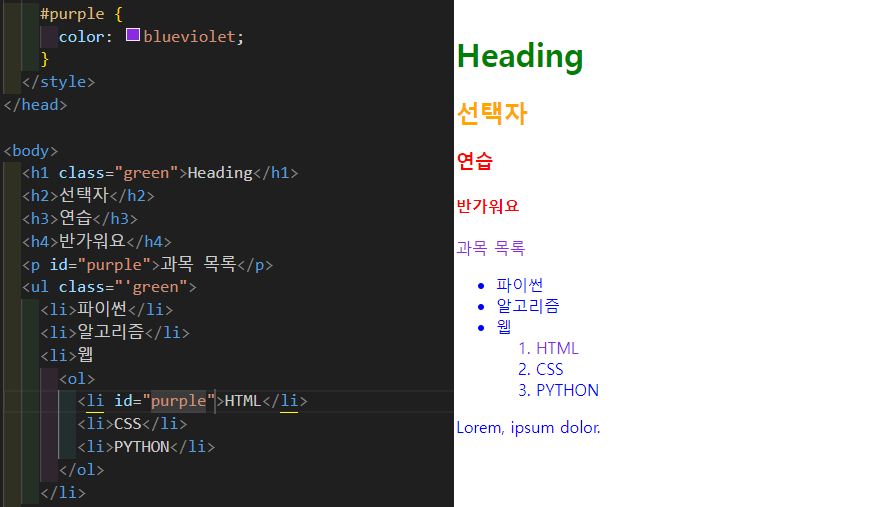 #purple {
color: blueviolet;
}
</style>
</head>
<body>
<h1 class="green">Heading</h1>
<h2>선택자</h2>
<h3>연습</h3>
<h4>반가워요</h4>
<p id="purple">과목 목록</p>
<ul class="'green">
<li>파이썬</li>
<li>알고리즘</li>
<li>웹
<ol>
<li id="purple">HTML</li>
<li>CSS</li>
<li>PYTHON</li>
</ol>
</li>
Heading
선택자
연습
반가워요
과목 목록
파이썬
알고리즘
웹
1. HTML
2. CSS
3. PYTHON
Lorem, ipsum dolor.